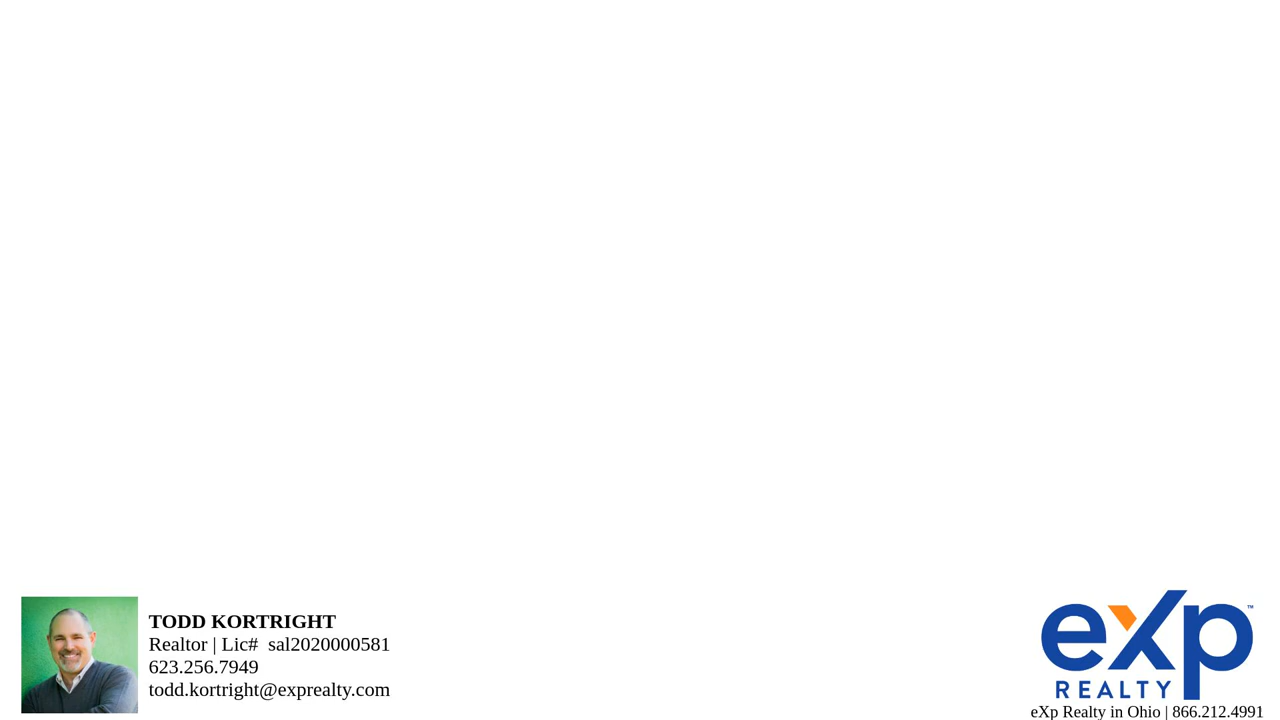 TODD KORTRIGHT
Realtor | Lic#  sal2020000581
623.256.7949
todd.kortright@exprealty.com
eXp
™
REALTY
eXp Realty in Ohio | 866.212.4991